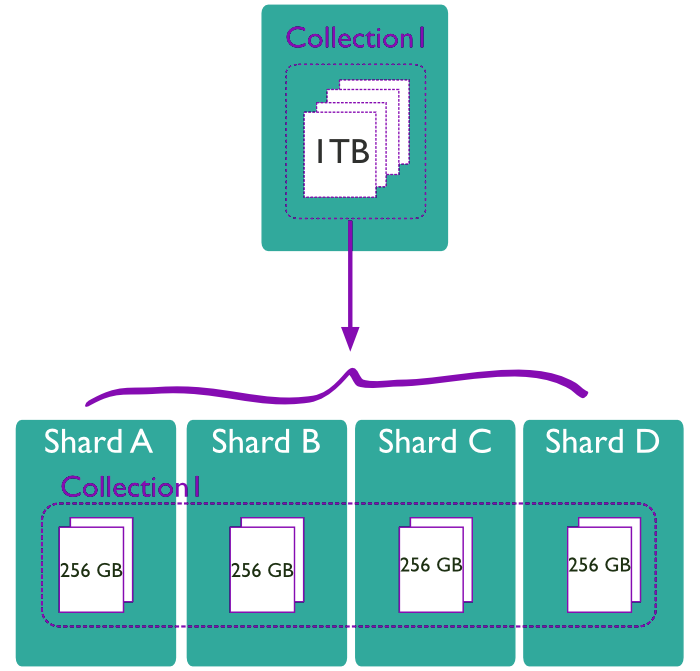 Collection1
1TB
Shard A
Shard B
Shard C
Shard D
Collection1
256 GB
256 GB
256 GB
256 GB